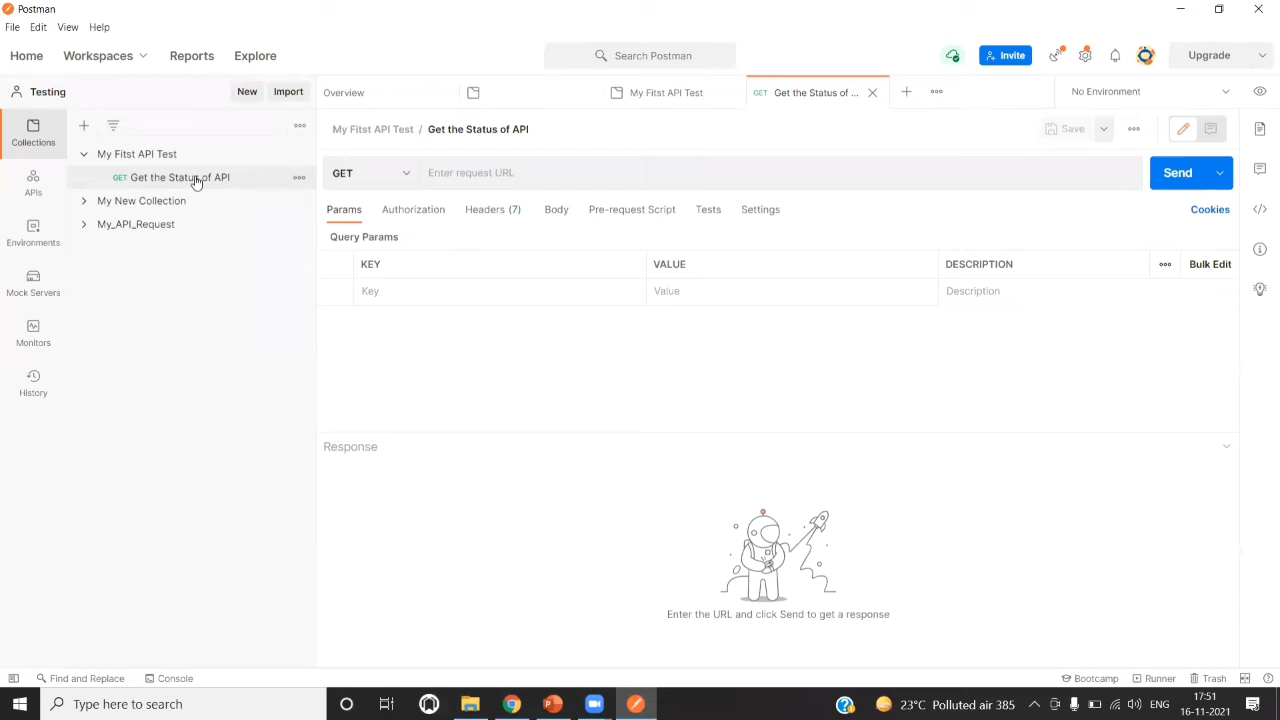 Postman
File Edit View Help
Home Workspaces Reports Explore Search Postman Invite Upgrade
Testing New Import Overview My FItst API Test GET Get the Status of ... No Environment
Collections
APIs
Environments
Mock Servers
Monitors
History
My FItst API Test
GET Get the Status of API
My New Collection
My_API_Request
My FItst API Test / Get the Status of API Save
GET Enter request URL Send
Params Authorization Headers (7) Body Pre-request Script Tests Settings Cookies
Query Params
KEY VALUE DESCRIPTION Bulk Edit
Key Value Description
Response
Enter the URL and click Send to get a response
Find and Replace Console Bootcamp Runner Trash
Type here to search 23°C Polluted air 385 ENG 17:51
16-11-2021